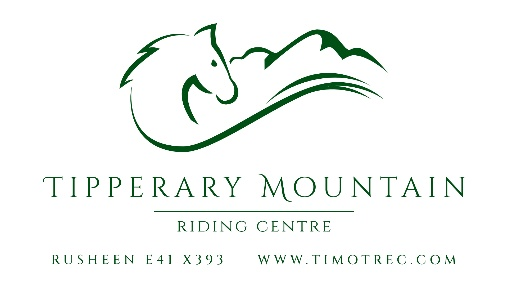 TIPPERARY MOUNTAIN
RIDING CENTRE
RUSHEEN E41 X393 WWW.TIMOTREC.COM